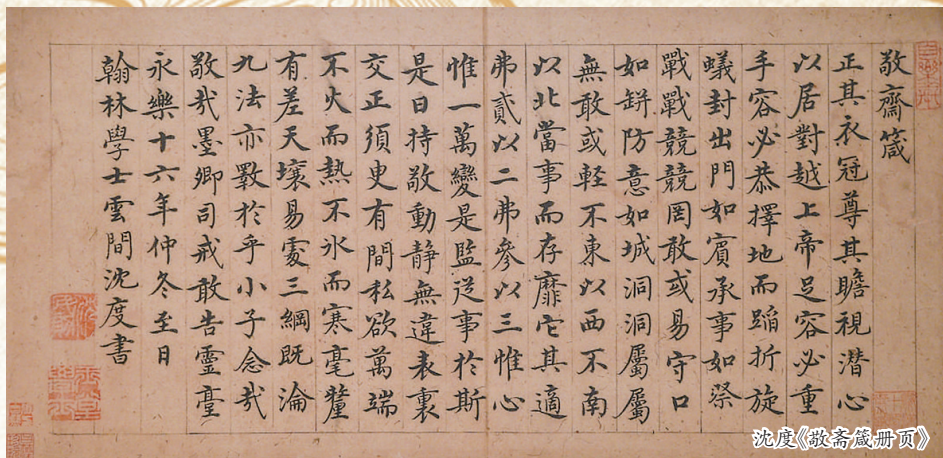 敬齋箴
正其衣冠尊其瞻視潛心
以居對越上帝足容必重
手容必恭擇地而蹈折旋
蟻封出門如賓承事如祭
戰戰兢兢罔敢或易守口
如缾防意如城洞洞屬屬
無敢或軽不東以西不南
以北當事而存靡它其適
弗貳以二弗參以三惟心
惟一萬變是監従事於斯
是曰持敬動静無違表裏
交正須臾有間私欲萬端
不火而熱不氷而寒毫釐
有差天壤易處三綱既淪
九法亦斁於乎小子念㢤
敬㢤墨卿司戒敢告靈臺
永樂十六年仲冬至日
翰林學士雲間沈度書
沈度《敬斋箴册页》